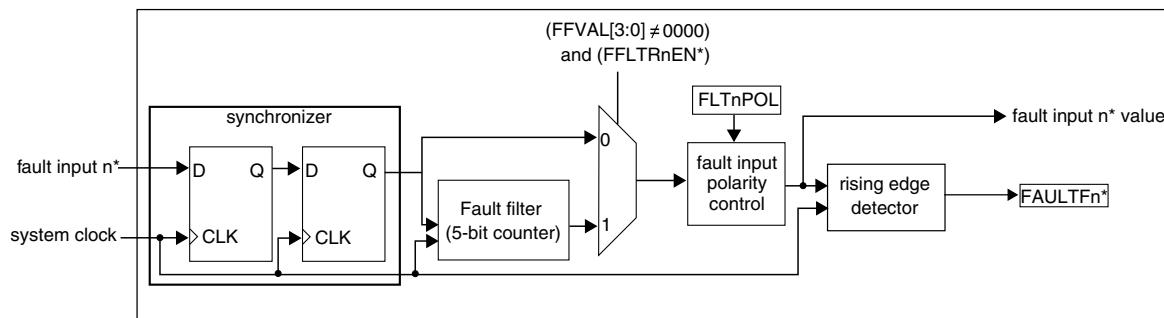 (FFVAL[3:0] ≠ 0000)
and (FFLTRnEN*)
FLTnPOL
synchronizer
fault input n* value
fault input n*
D Q
D Q
0
fault input
polarity
control
rising edge
detector
FAULTFn*
Fault filter
(5-bit counter)
1
system clock
CLK
CLK